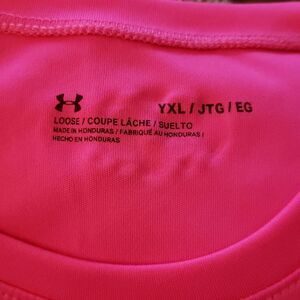 YXL / JTG / EG
LOOSE / COUPE LÂCHE / SUELTO
MADE IN HONDURAS / FABRIQUÉ AU HONDURAS /
HECHO EN HONDURAS